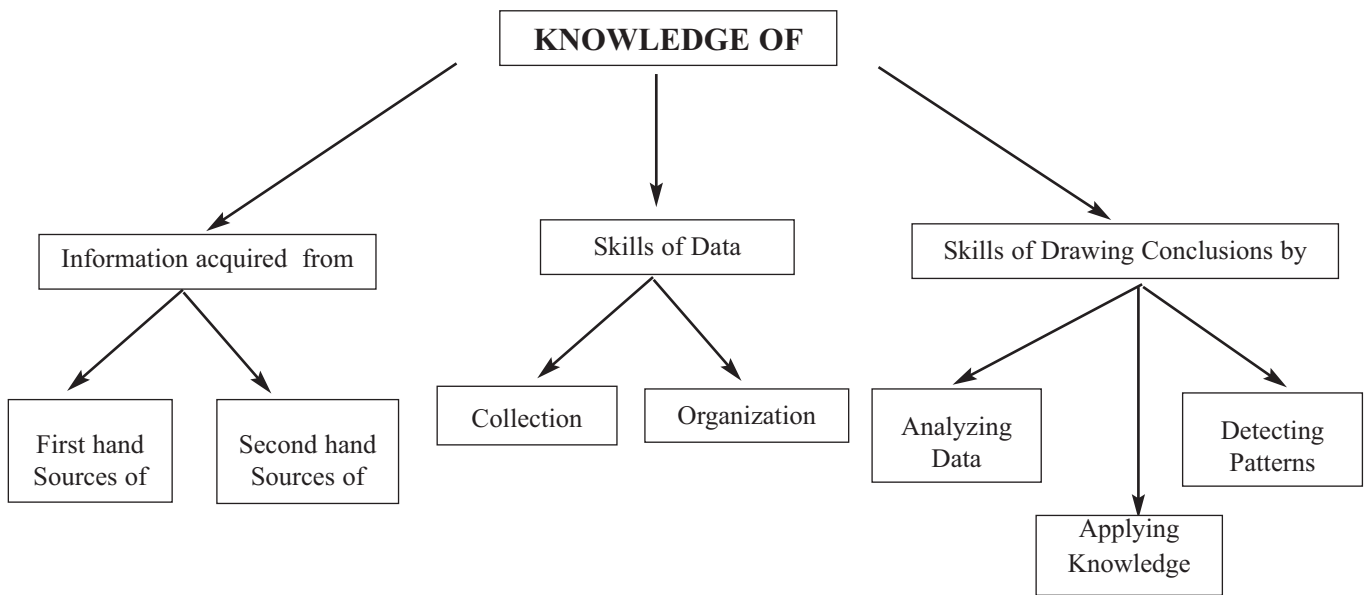 KNOWLEDGE OF
Information acquired from
Skills of Data
Skills of Drawing Conclusions by
First hand
Sources of
Second hand
Sources of
Collection
Organization
Analyzing
Data
Applying
Knowledge
Detecting
Patterns